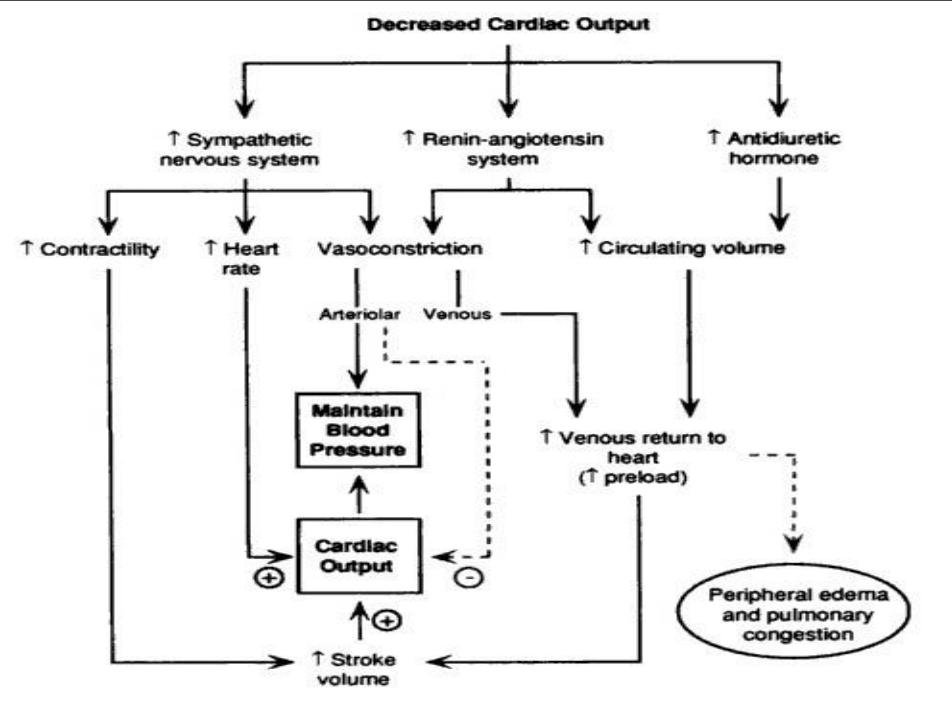 Decreased Cardiac Output
↑ Sympathetic
nervous system
↑ Renin-angiotensin
system
↑ Antidiuretic
hormone
↑ Contractility
↑ Heart
rate
Vasoconstriction
↑ Circulating volume
Arteriolar
Venous
Maintain
Blood
Pressure
↑ Venous return to
heart
(↑ preload)
Cardiac
Output
+
-
+
Peripheral edema
and pulmonary
congestion
↑ Stroke
volume